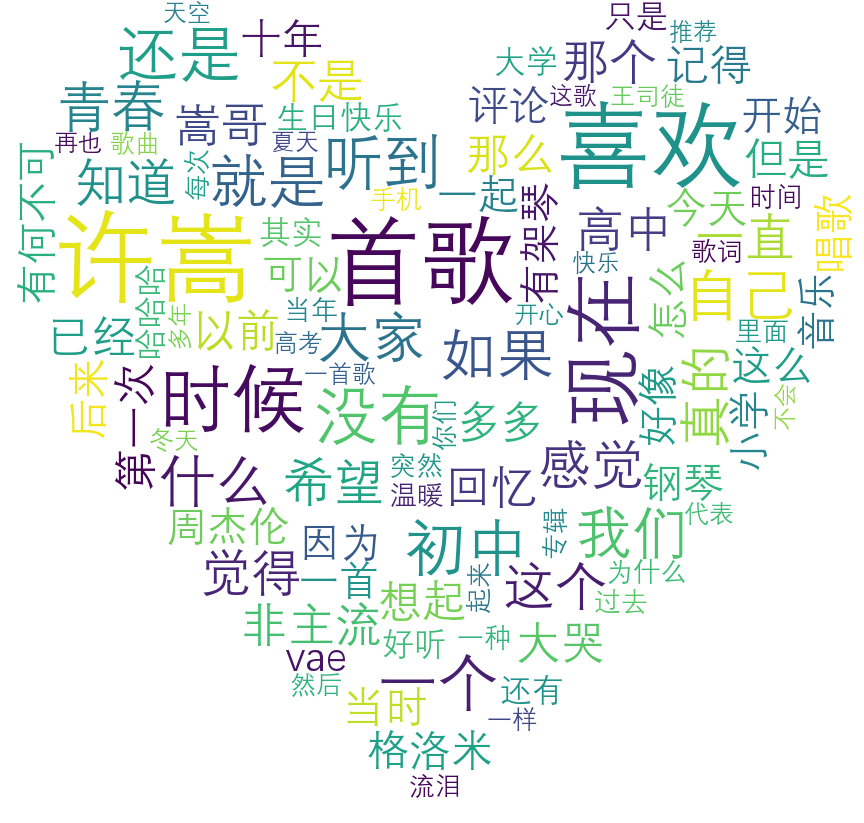 天空
只是
还是
十年
大学
那个
推荐
记得
青春
不是
嵩哥
生日快乐
评论
这歌
王司徒
开始
喜欢
再也
歌曲
夏天
听到
那么
但是
有何不可
知道
每次
就是
手机
一起
有架琴
今天
时间
唱歌
许嵩
首歌
其实
高中
一直
歌词
可以
快乐
现在
自己
怎么
音乐
哈哈哈
多年
当年
开心
已经
以前
高考
大家
如果
里面
这么
后来
第一次
时候
一首歌
没有
你们
多多
好像
真的
小学
不会
冬天
什么
希望
突然
温暖
回忆
感觉
钢琴
周杰伦
因为
初中
专辑
我们
代表
觉得
一首
想起
起来
这个
为什么
过去
非主流
好听
一种
大哭
vae
然后
一个
还有
当时
一样
格洛米
流泪